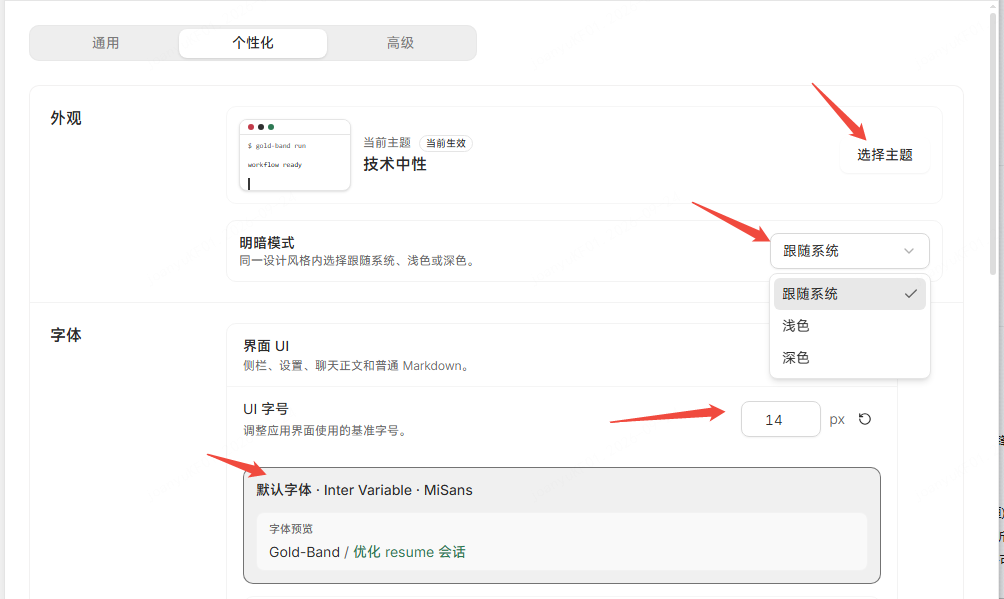 通用
个性化
高级
外观
$ gold-band run
workflow ready
当前主题 当前生效
技术中性
选择主题
明暗模式
同一设计风格内选择跟随系统、浅色或深色。
跟随系统
跟随系统
浅色
深色
字体
界面 UI
侧栏、设置、聊天正文和普通 Markdown。
UI 字号
调整应用界面使用的基准字号。
14 px
默认字体 · Inter Variable · MiSans
字体预览
Gold-Band / 优化 resume 会话